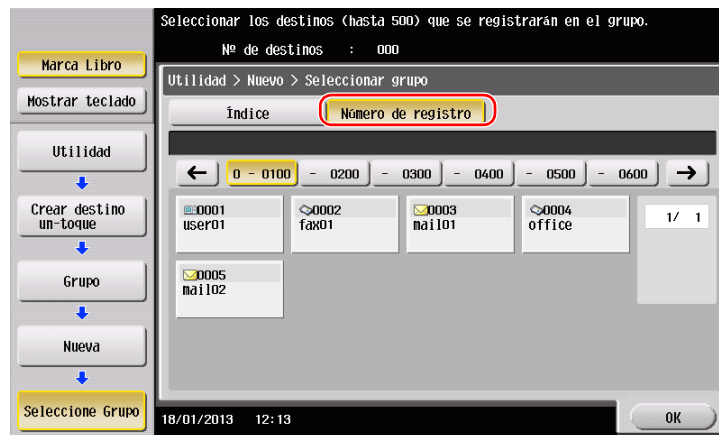 Seleccionar los destinos (hasta 500) que se registrarán en el grupo.
Nº de destinos : 000
Marca Libro
Mostrar teclado
Utilidad
Crear destino
un-toque
Grupo
Nueva
Seleccione Grupo
Utilidad > Nuevo > Seleccionar grupo
Índice Número de registro
← 0 - 0100 - 0200 - 0300 - 0400 - 0500 - 0600 →
0001
user01
0002
fax01
0003
mail01
0004
office
1/ 1
0005
mail02
18/01/2013 12:13
OK